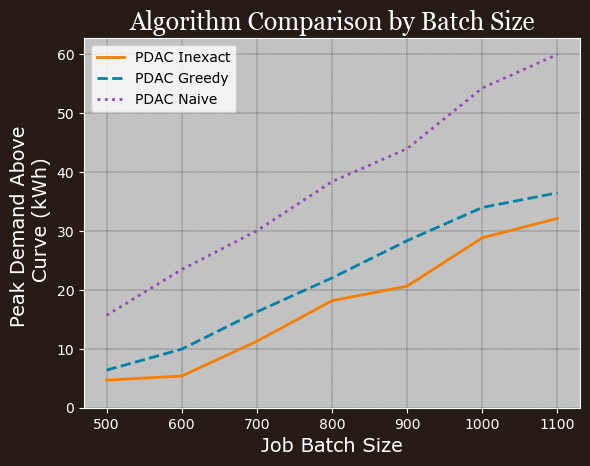 Algorithm Comparison by Batch Size
PDAC Inexact
PDAC Greedy
PDAC Naive
Peak Demand Above
Curve (kWh)
60
50
40
30
20
10
0
500 600 700 800 900 1000 1100
Job Batch Size